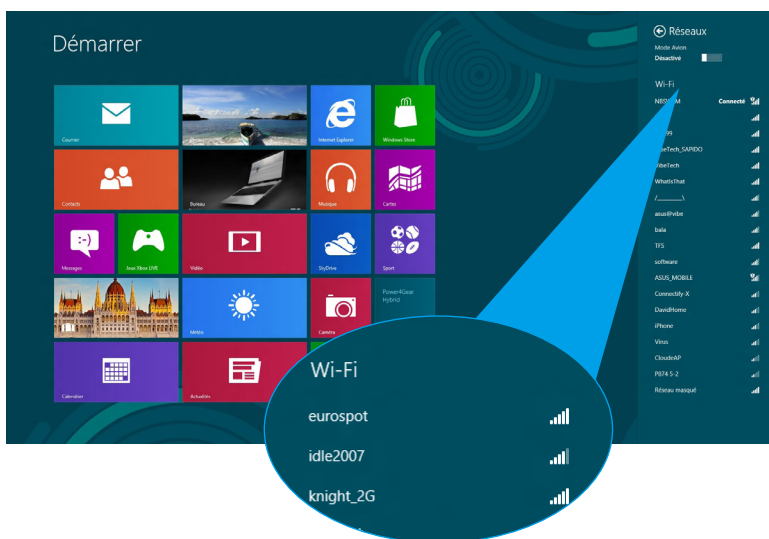 Démarrer
Courrier
Internet Explorer
Windows Store
Contacts
Bureau
Musique
Cartes
Messages
Jeux Xbox LIVE
Vidéo
SkyDrive
Sport
Météo
Caméra
Power4Gear
Hybrid
Calendrier
Actualités
Réseaux
Mode Avion
Désactivé
Wi-Fi
Connecté
VibeTech
WhatIsThat
/______\
asus@vibe
bala
TFS
software
ASUS_MOBILE
Connectify-X
DavidHome
iPhone
Virus
CloudeAP
P874 5-2
Réseau masqué
Wi-Fi
eurospot
idle2007
knight_2G